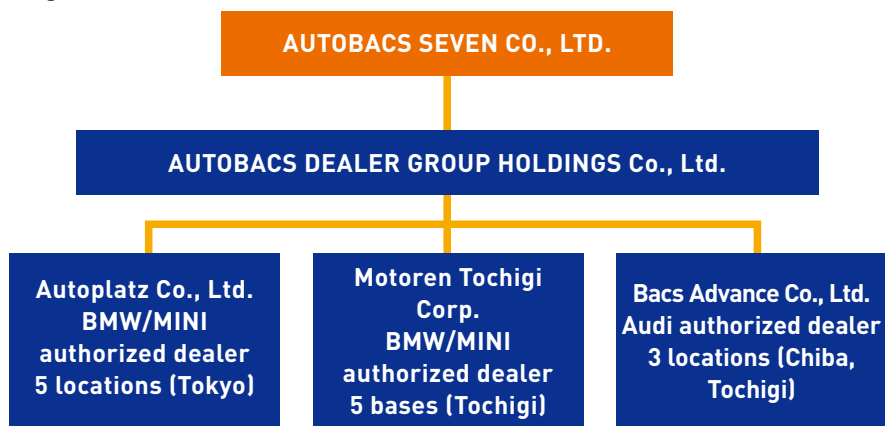 AUTOBACS SEVEN CO., LTD.
AUTOBACS DEALER GROUP HOLDINGS Co., Ltd.
Autoplatz Co., Ltd.
BMW/MINI
authorized dealer
5 locations (Tokyo)
Motoren Tochigi
Corp.
BMW/MINI
authorized dealer
5 bases (Tochigi)
Bacs Advance Co., Ltd.
Audi authorized dealer
3 locations (Chiba,
Tochigi)